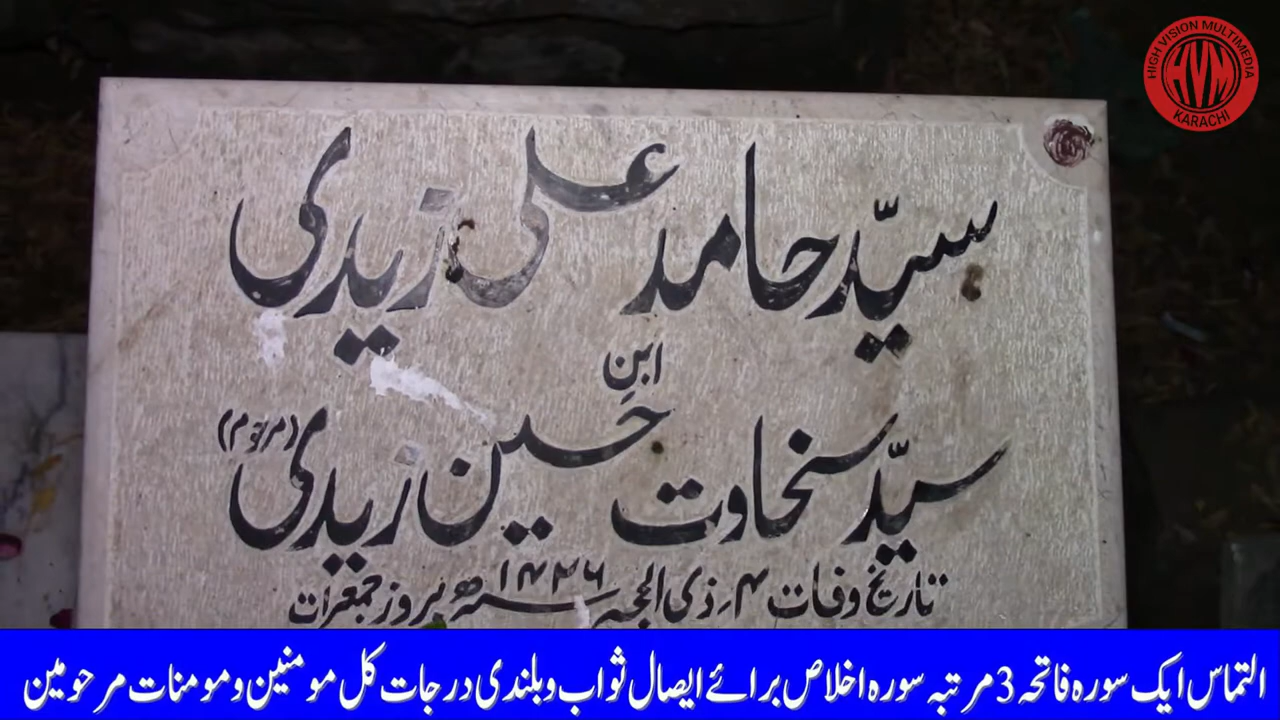 HIGH VISION MULTIMEDIA
HVM
KARACHI
سیّد حامد علی زیدی
ابنِ
سیّد سخاوت حسین زیدی (مرحوم)
تاریخ وفات ۴؍ ذی الحجہ ۱۴۳۶ھ بروز جمعرات
التماس ایک سورہ فاتحہ 3 مرتبہ سورہ اخلاص برائے ایصال ثواب و بلندی درجات کل مومنین و مومنات مرحومین